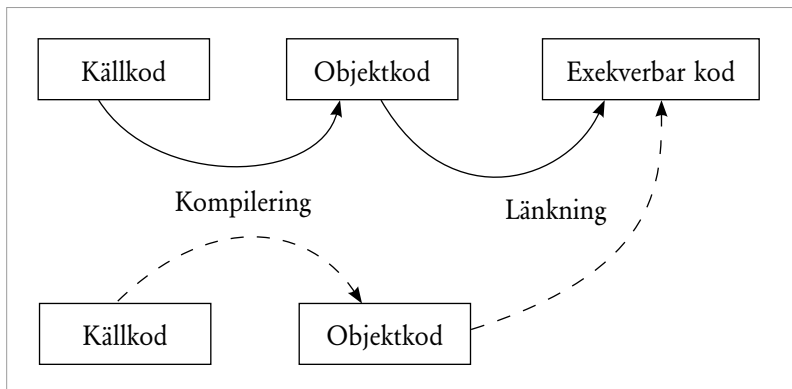 Källkod
Objektkod
Exekverbar kod
Kompilering
Länkning
Källkod
Objektkod